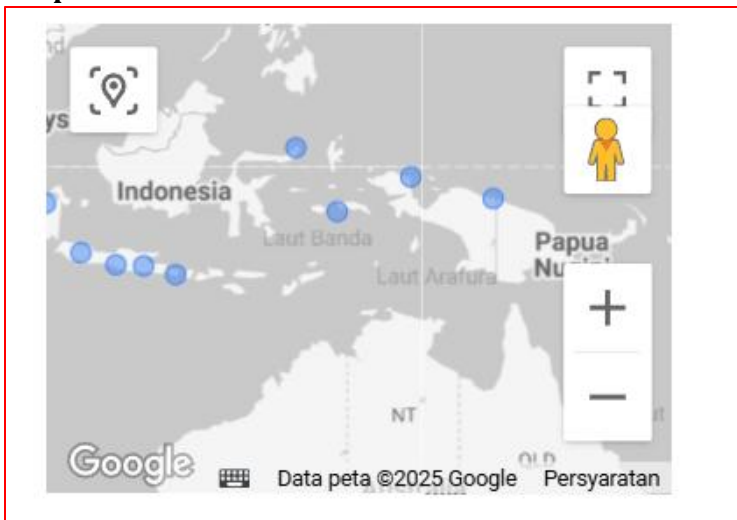 Indonesia
Laut Banda
Papua
Laut Arafura
NT
Google
Data peta ©2025 Google Persyaratan